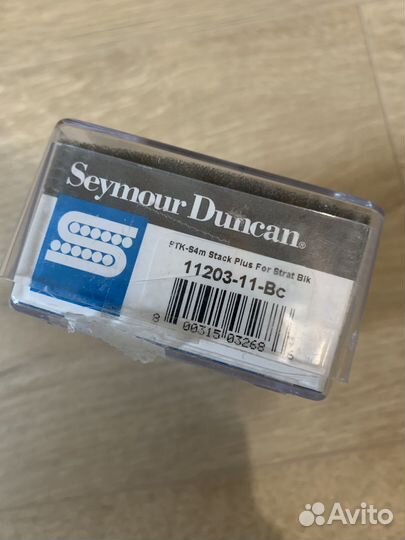 Seymour Duncan®
STK-S4m Stack Plus For Strat Blk
11203-11-Bc
8 00315 03268
Avito